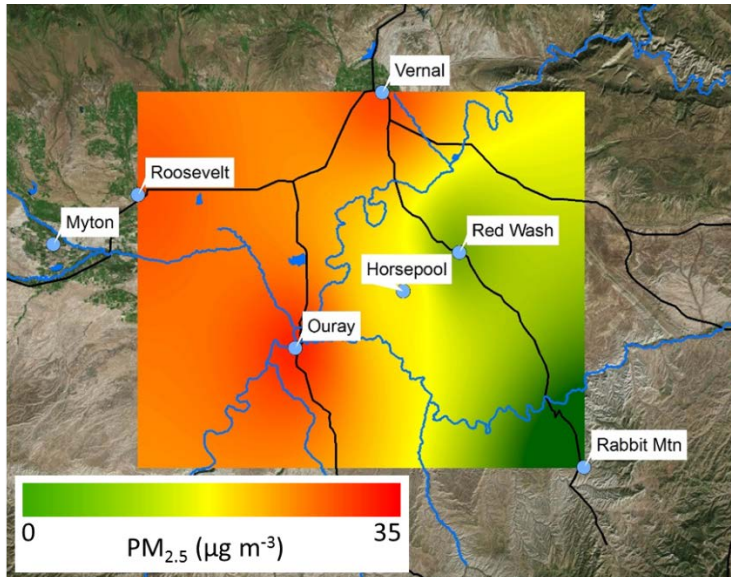 Vernal
Roosevelt
Myton
Red Wash
Horsepool
Ouray
Rabbit Mtn
0 35
PM2.5 (µg m-3)